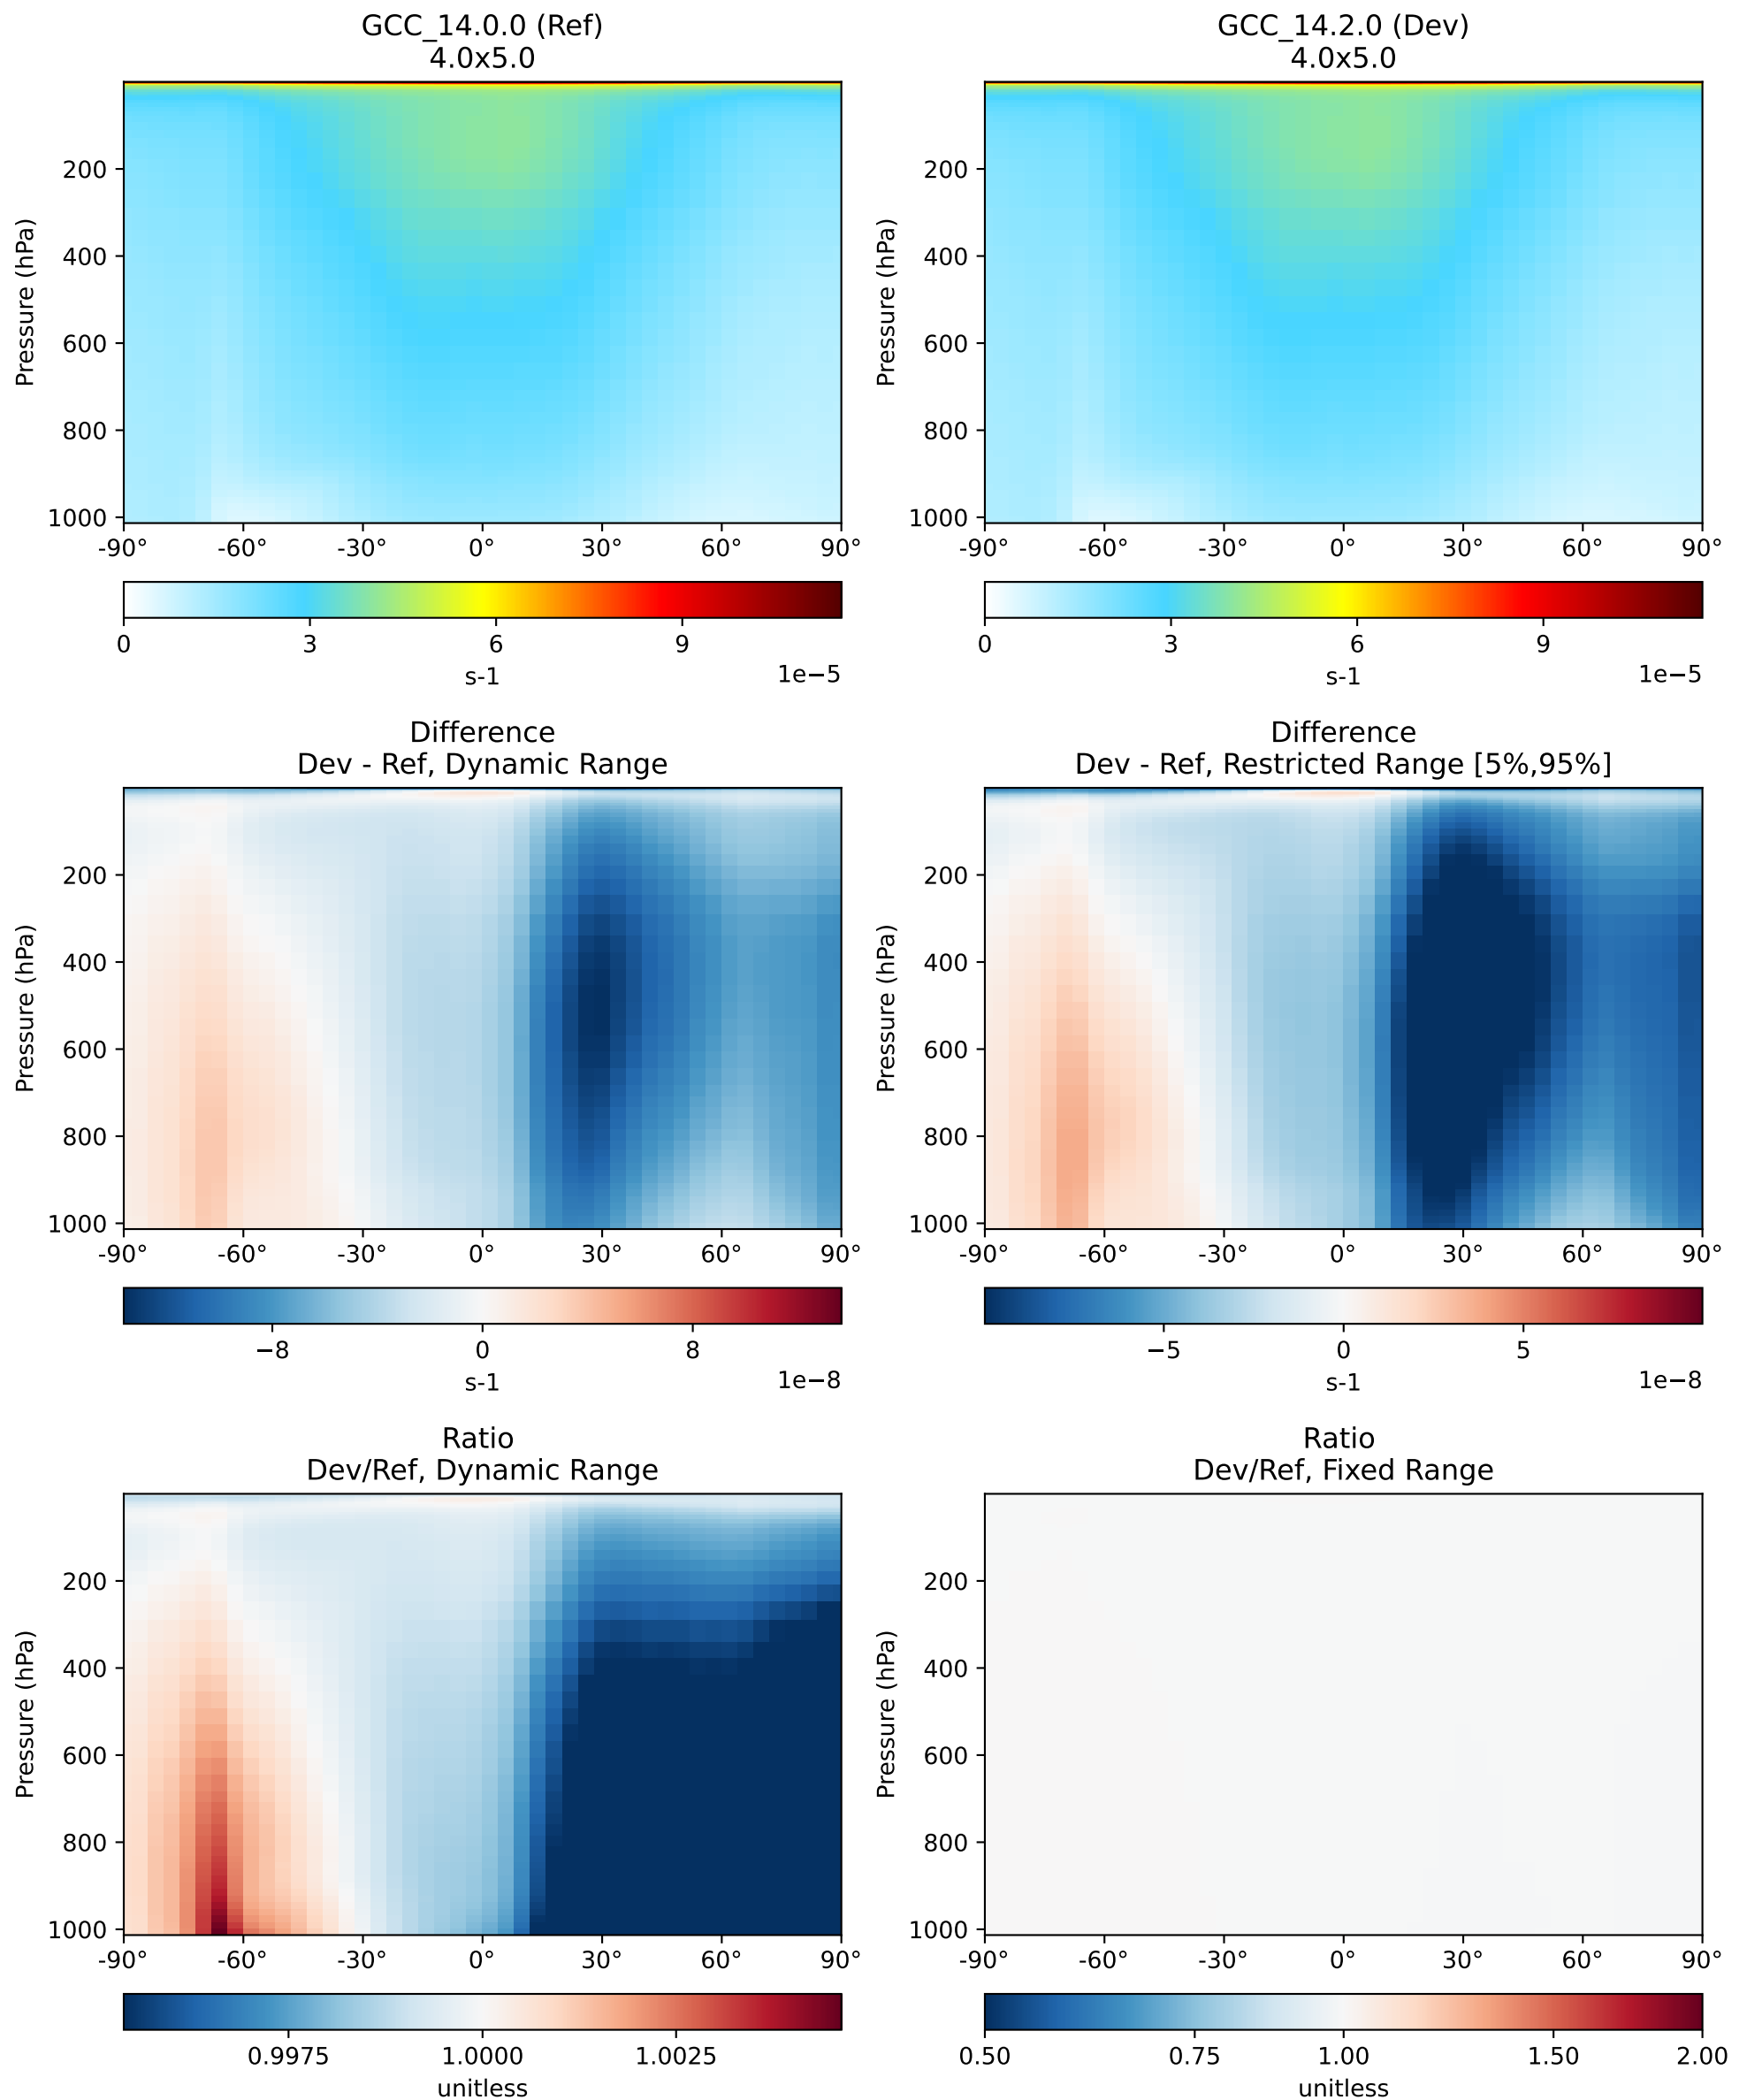 GCC_14.0.0 (Ref)
4.0x5.0
GCC_14.2.0 (Dev)
4.0x5.0
Pressure (hPa)
200
400
600
800
1000
-90° -60° -30° 0° 30° 60° 90°
0 3 6 9
s-1
1e−5
Pressure (hPa)
200
400
600
800
1000
-90° -60° -30° 0° 30° 60° 90°
0 3 6 9
s-1
1e−5
Difference
Dev - Ref, Dynamic Range
Pressure (hPa)
200
400
600
800
1000
-90° -60° -30° 0° 30° 60° 90°
−8 0 8
s-1
1e−8
Difference
Dev - Ref, Restricted Range [5%,95%]
Pressure (hPa)
200
400
600
800
1000
-90° -60° -30° 0° 30° 60° 90°
−5 0 5
s-1
1e−8
Ratio
Dev/Ref, Dynamic Range
Pressure (hPa)
200
400
600
800
1000
-90° -60° -30° 0° 30° 60° 90°
0.9975 1.0000 1.0025
unitless
Ratio
Dev/Ref, Fixed Range
Pressure (hPa)
200
400
600
800
1000
-90° -60° -30° 0° 30° 60° 90°
0.50 0.75 1.00 1.50 2.00
unitless